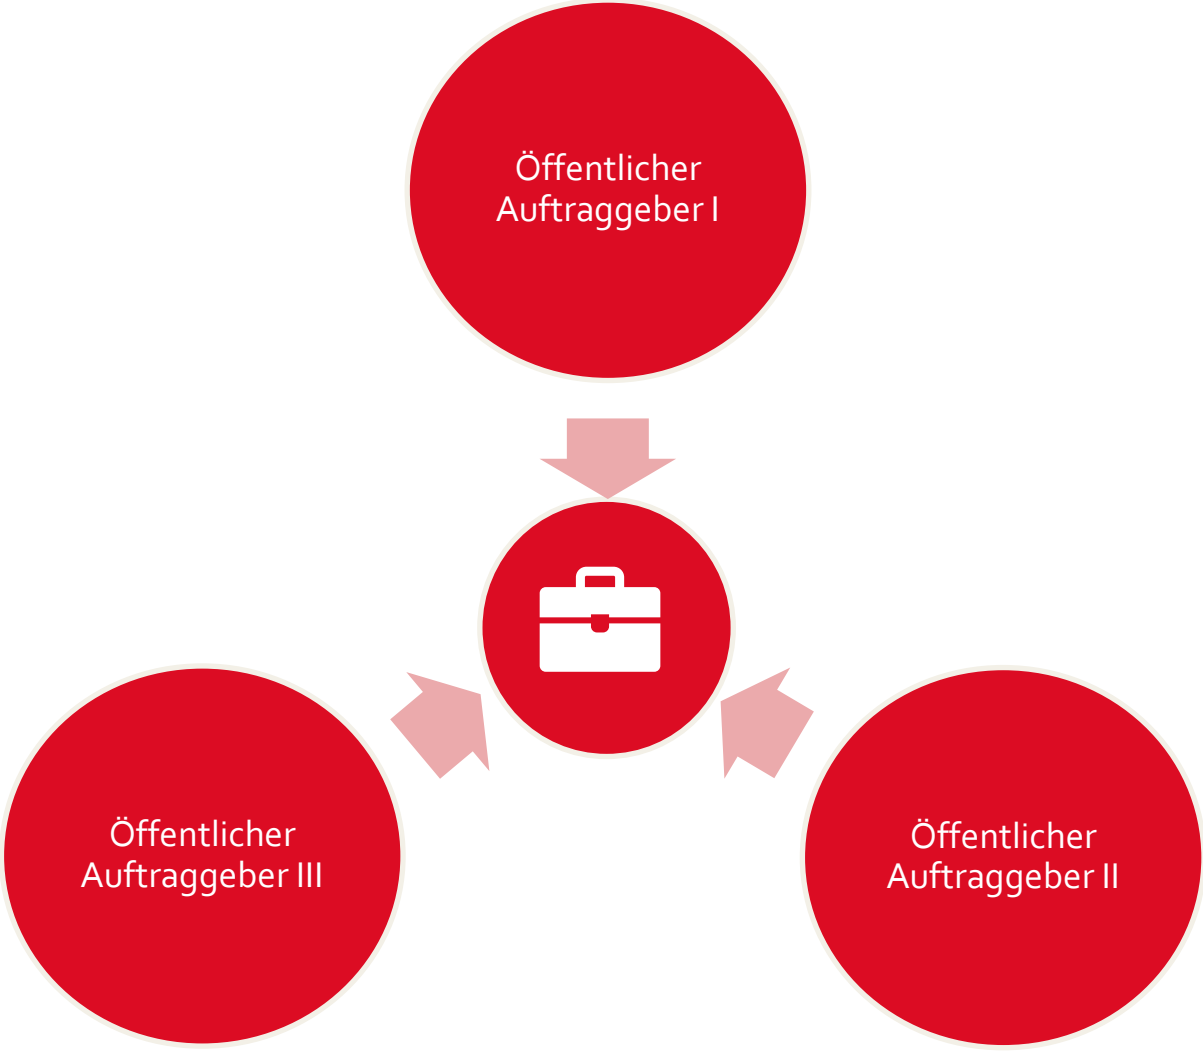 Öffentlicher
Auftraggeber I
Öffentlicher
Auftraggeber III
Öffentlicher
Auftraggeber II